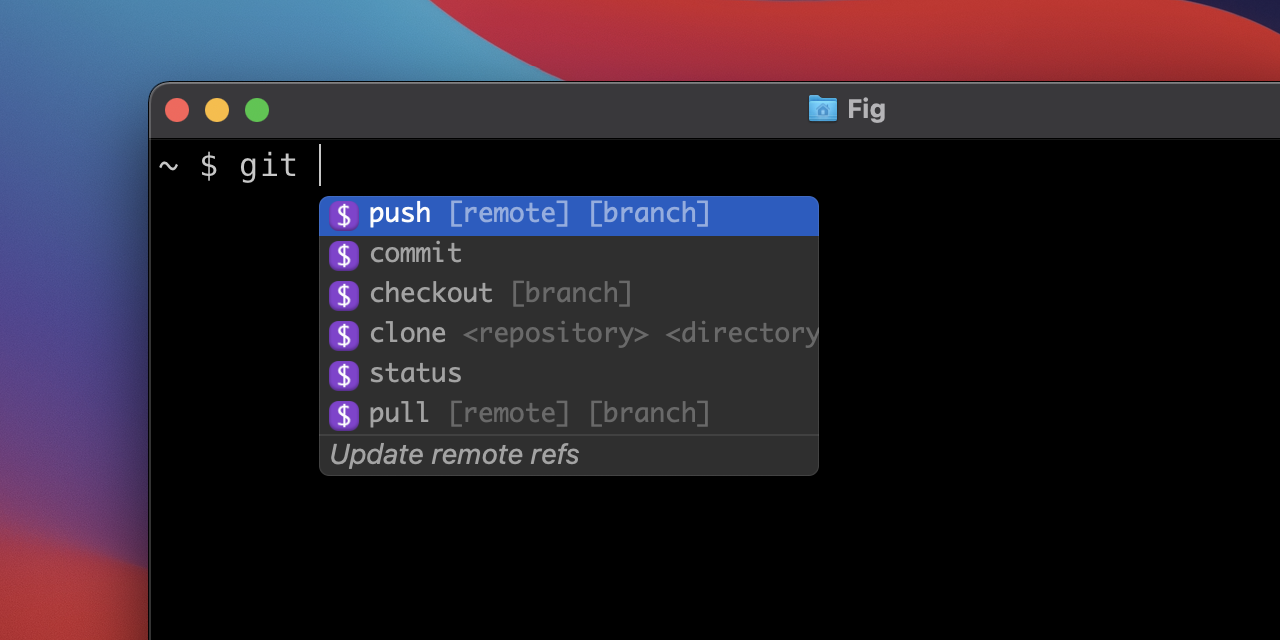 Fig
~ $ git
$ push [remote] [branch]
$ commit
$ checkout [branch]
$ clone <repository> <directory
$ status
$ pull [remote] [branch]
Update remote refs